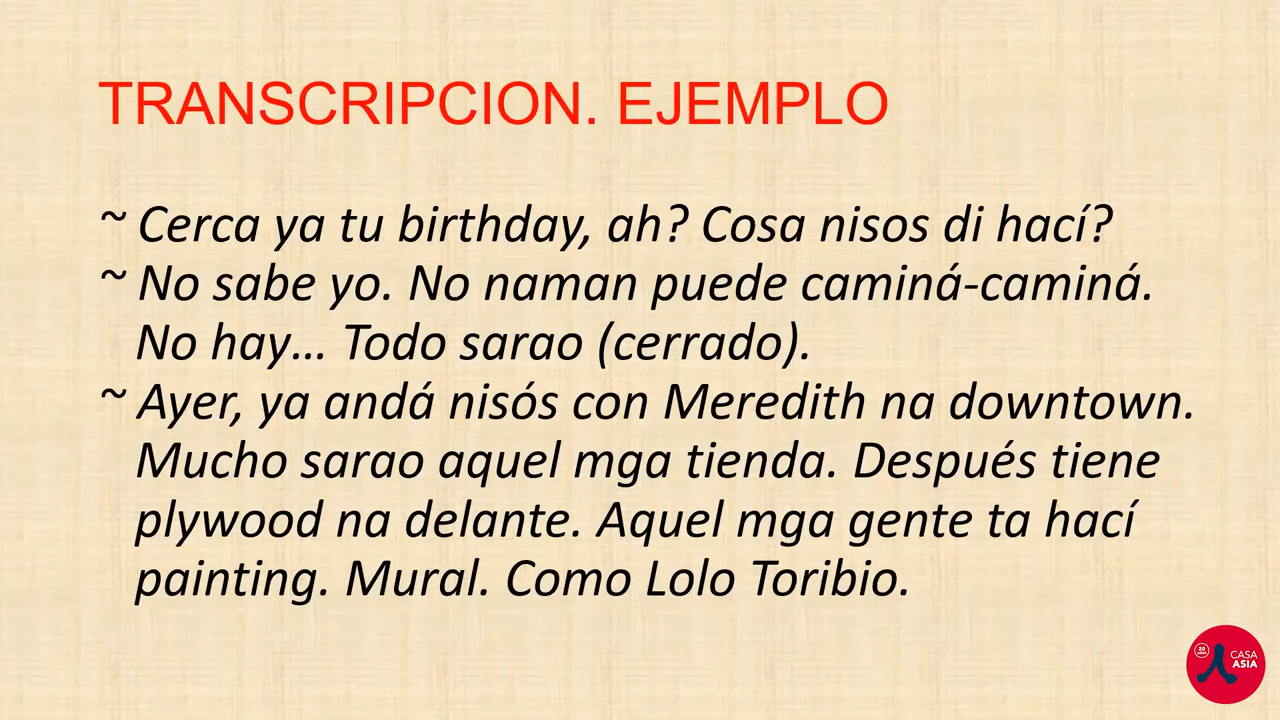 TRANSCRIPCION. EJEMPLO
~ Cerca ya tu birthday, ah? Cosa nisos di hací?
~ No sabe yo. No naman puede caminá-caminá.
No hay... Todo sarao (cerrado).
~ Ayer, ya andá nisós con Meredith na downtown.
Mucho sarao aquel mga tienda. Después tiene
plywood na delante. Aquel mga gente ta hací
painting. Mural. Como Lolo Toribio.
20 años
CASA
ASIA